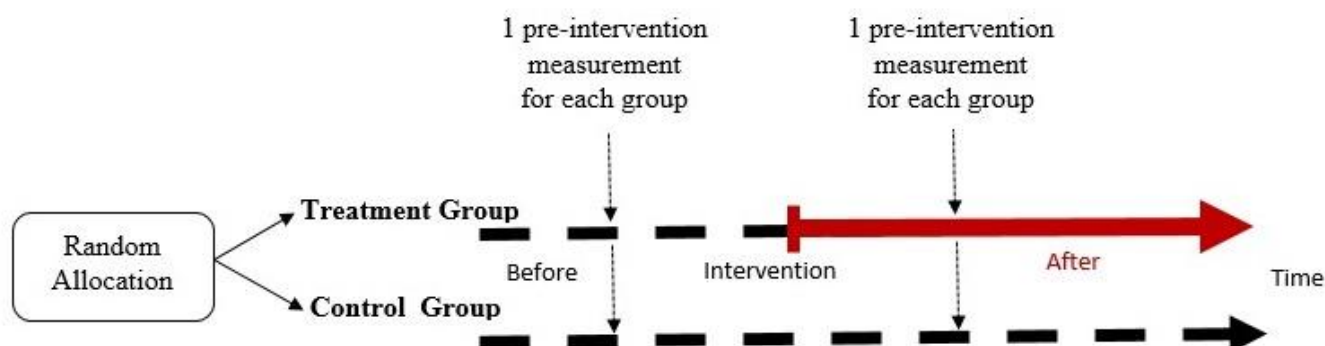 1 pre-intervention
measurement
for each group
1 pre-intervention
measurement
for each group
Random
Allocation
Treatment Group
Control Group
Before
Intervention
After
Time